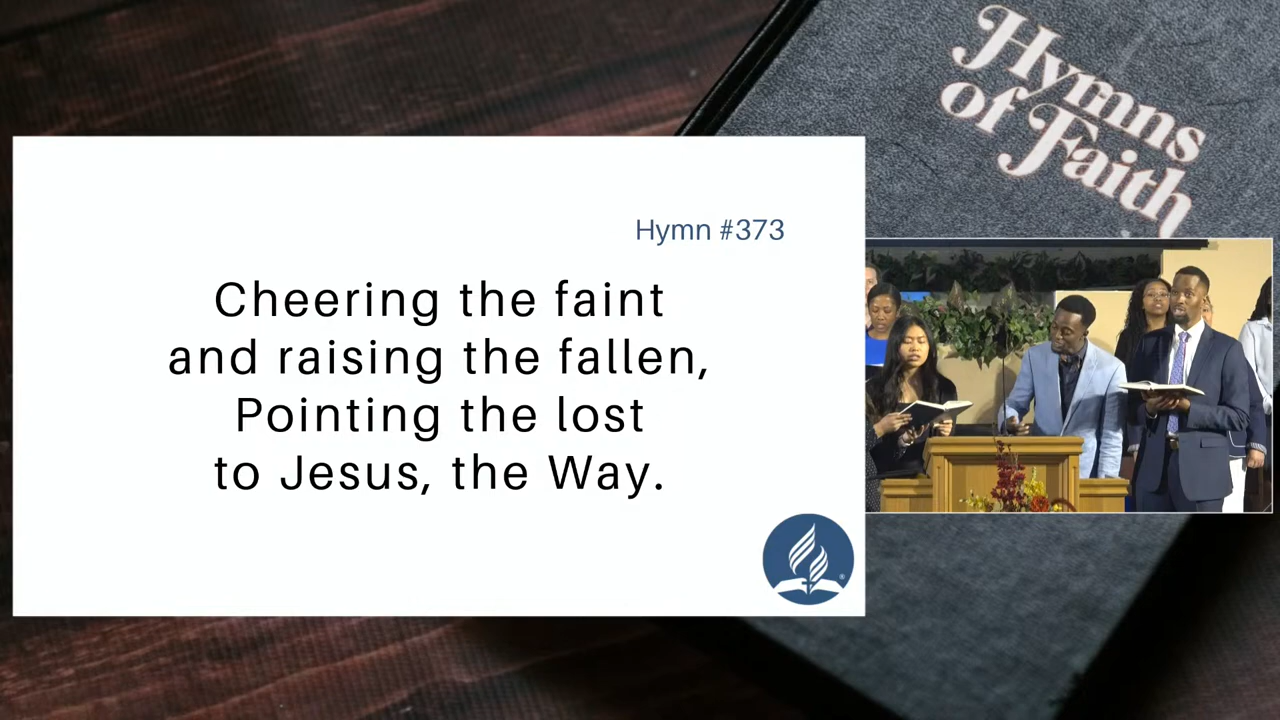 Hymns
of Faith
Hymn #373
Cheering the faint
and raising the fallen,
Pointing the lost
to Jesus, the Way.
®